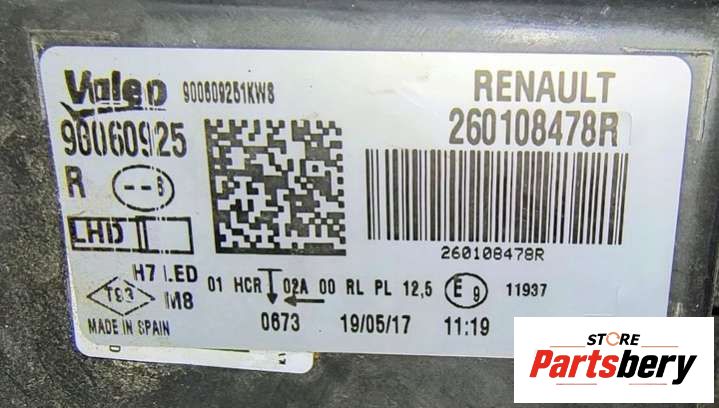 Valeo 900609251KW8
90060925
R -- 6
LHD
RENAULT
260108478R
260108478R
H7 LED 01 HCR 02A 00 RL PL 12,5 E 9 11937
M8
MADE IN SPAIN 0673 19/05/17 11:19
STORE
Partsbery